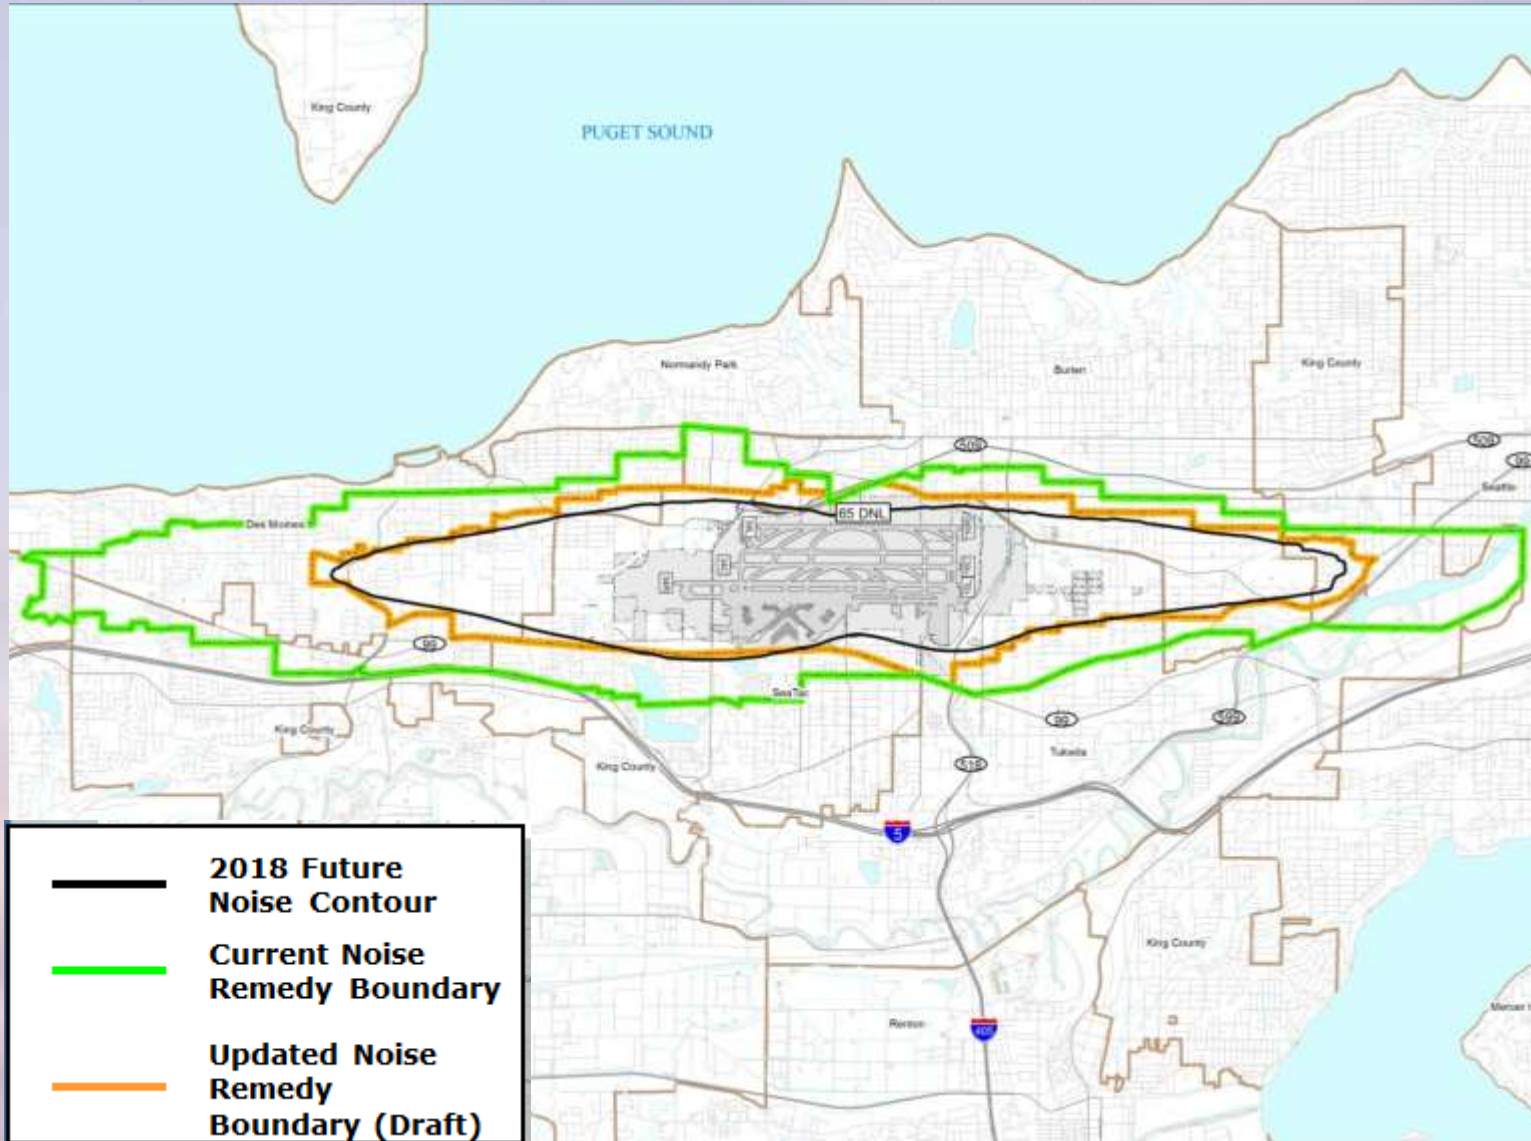 King County
PUGET SOUND
Normandy Park
Burien
King County
509
509
99
Seattle
65 DNL
Des Moines
99
SeaTac
King County
99
599
Tukwila
King County
518
5
King County
Renton
405
2018 Future
Noise Contour
Current Noise
Remedy Boundary
Updated Noise
Remedy
Boundary (Draft)